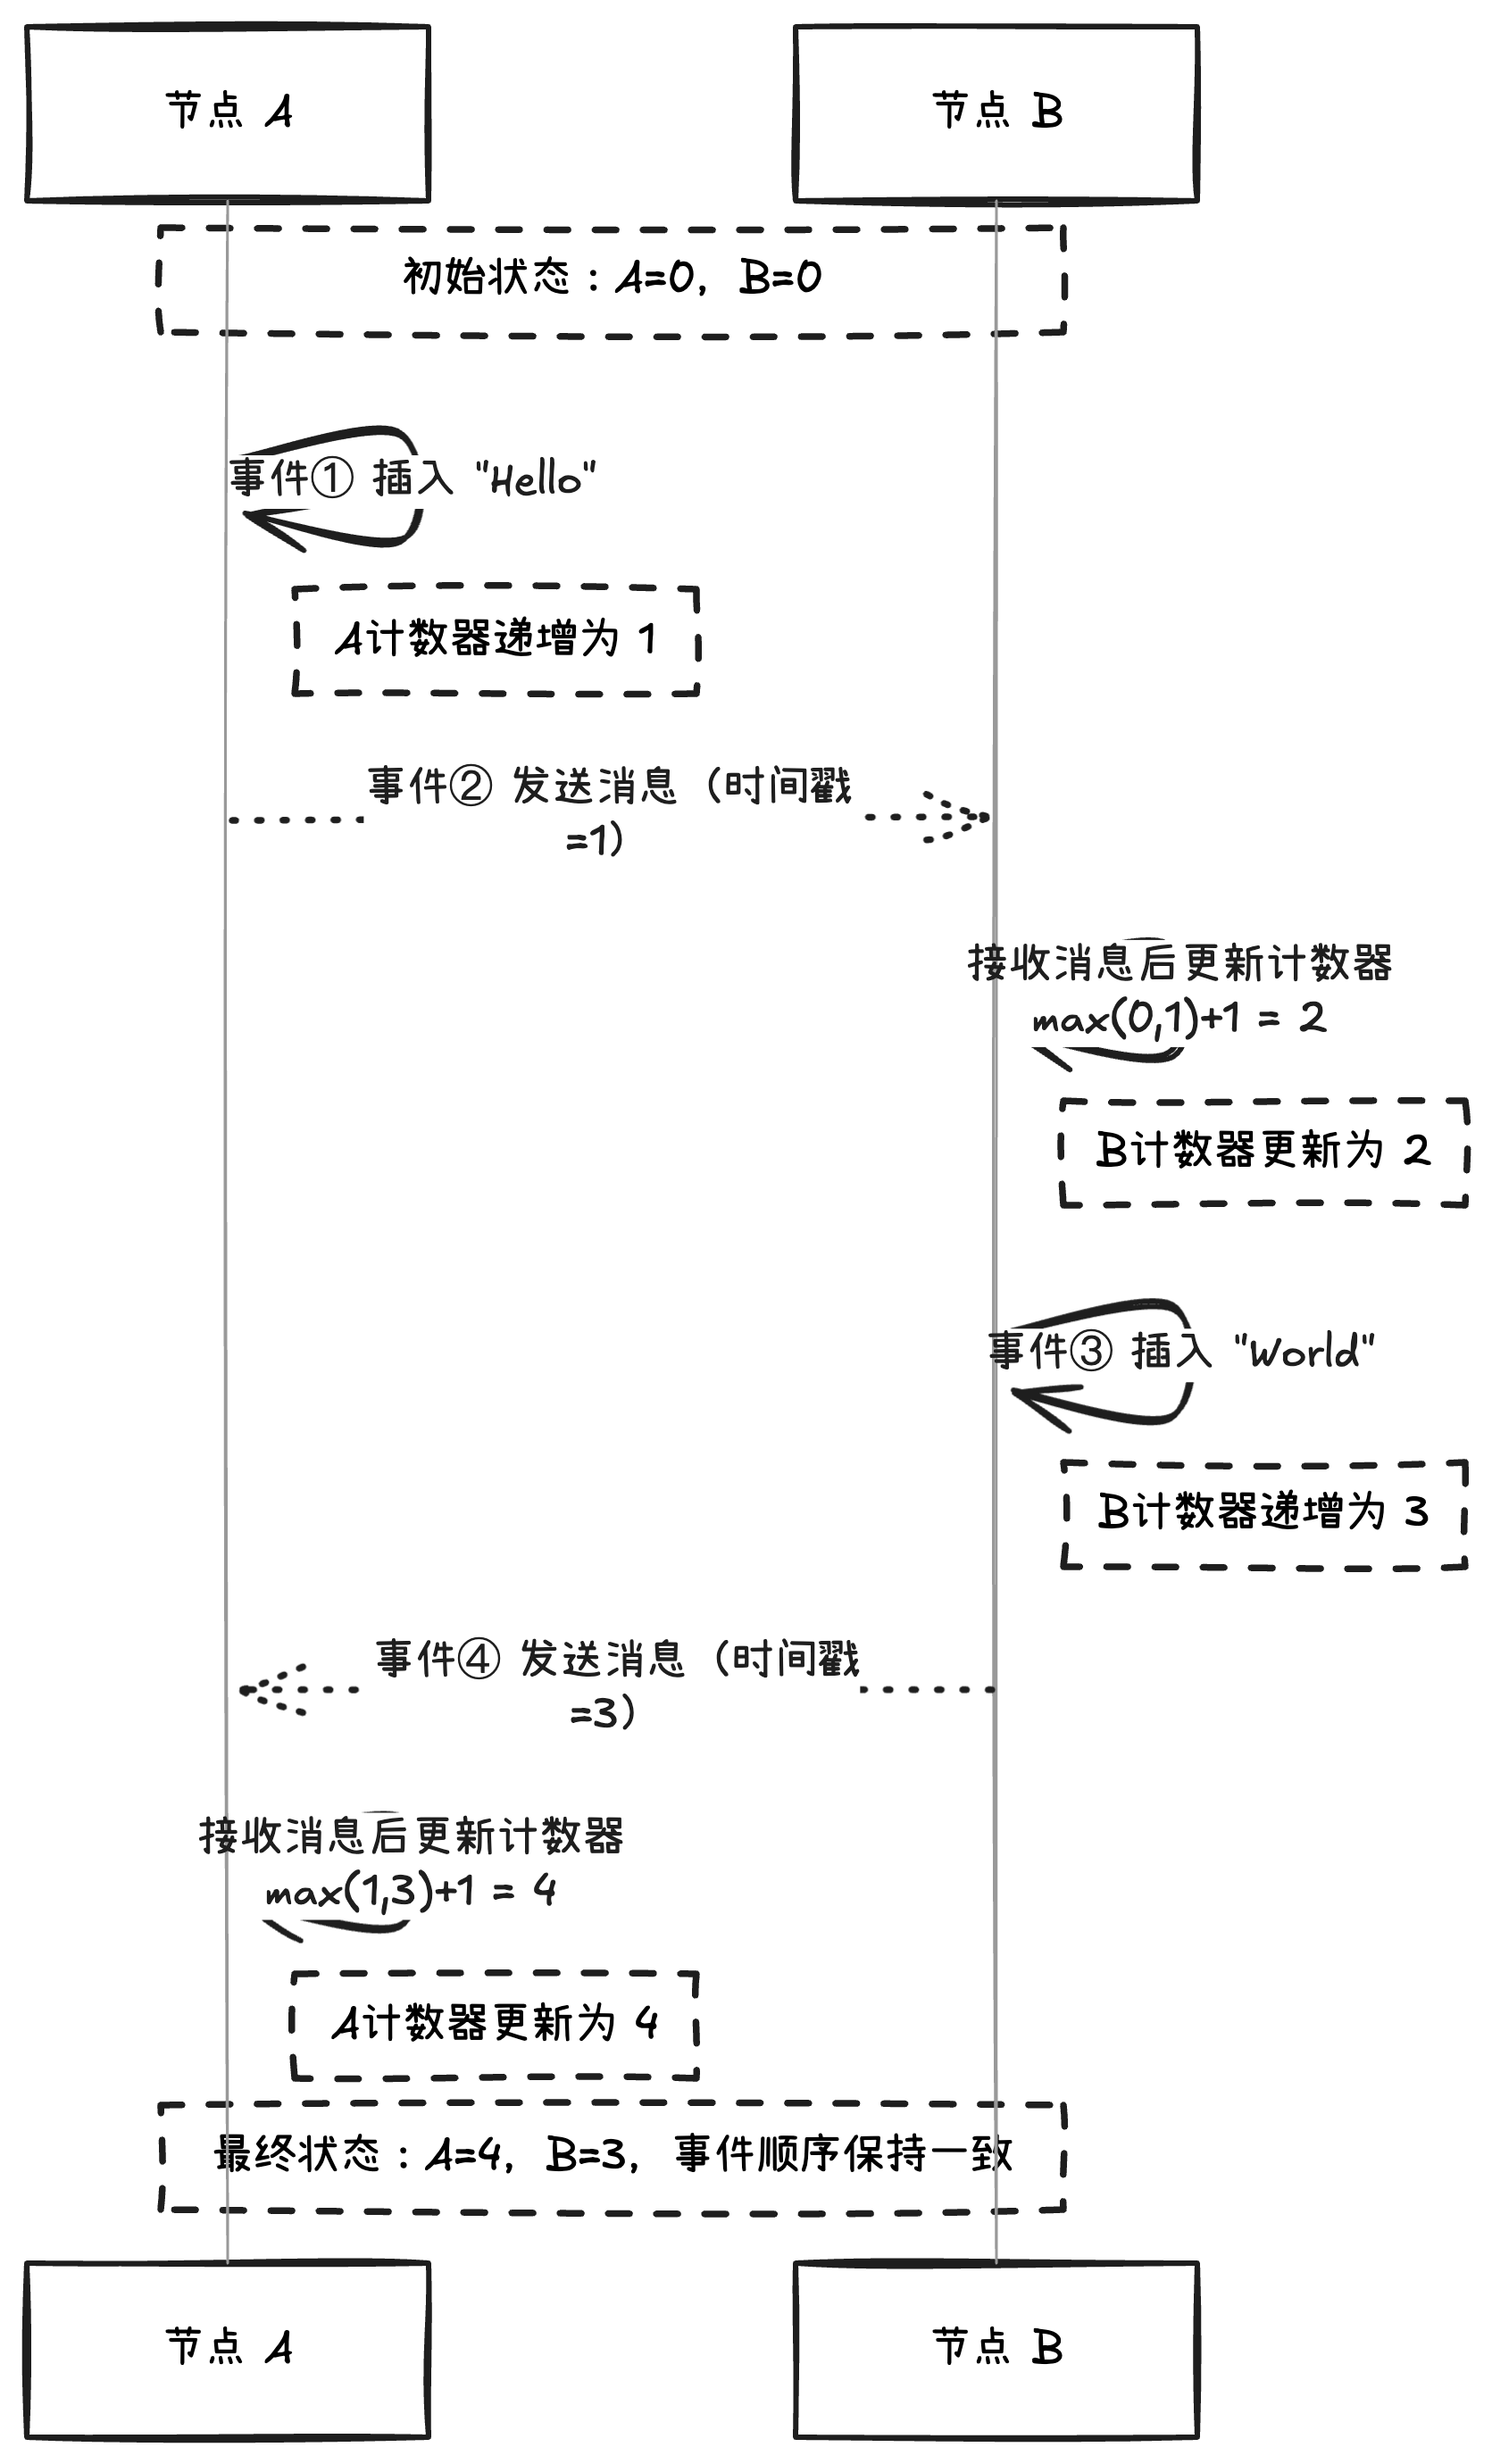 节点 A
节点 B
初始状态：A=0，B=0
事件① 插入 "Hello"
A计数器递增为 1
事件② 发送消息（时间戳
=1）
接收消息后更新计数器
max(0,1)+1 = 2
B计数器更新为 2
事件③ 插入 "World"
B计数器递增为 3
事件④ 发送消息（时间戳
=3）
接收消息后更新计数器
max(1,3)+1 = 4
A计数器更新为 4
最终状态：A=4，B=3，事件顺序保持一致
节点 A
节点 B